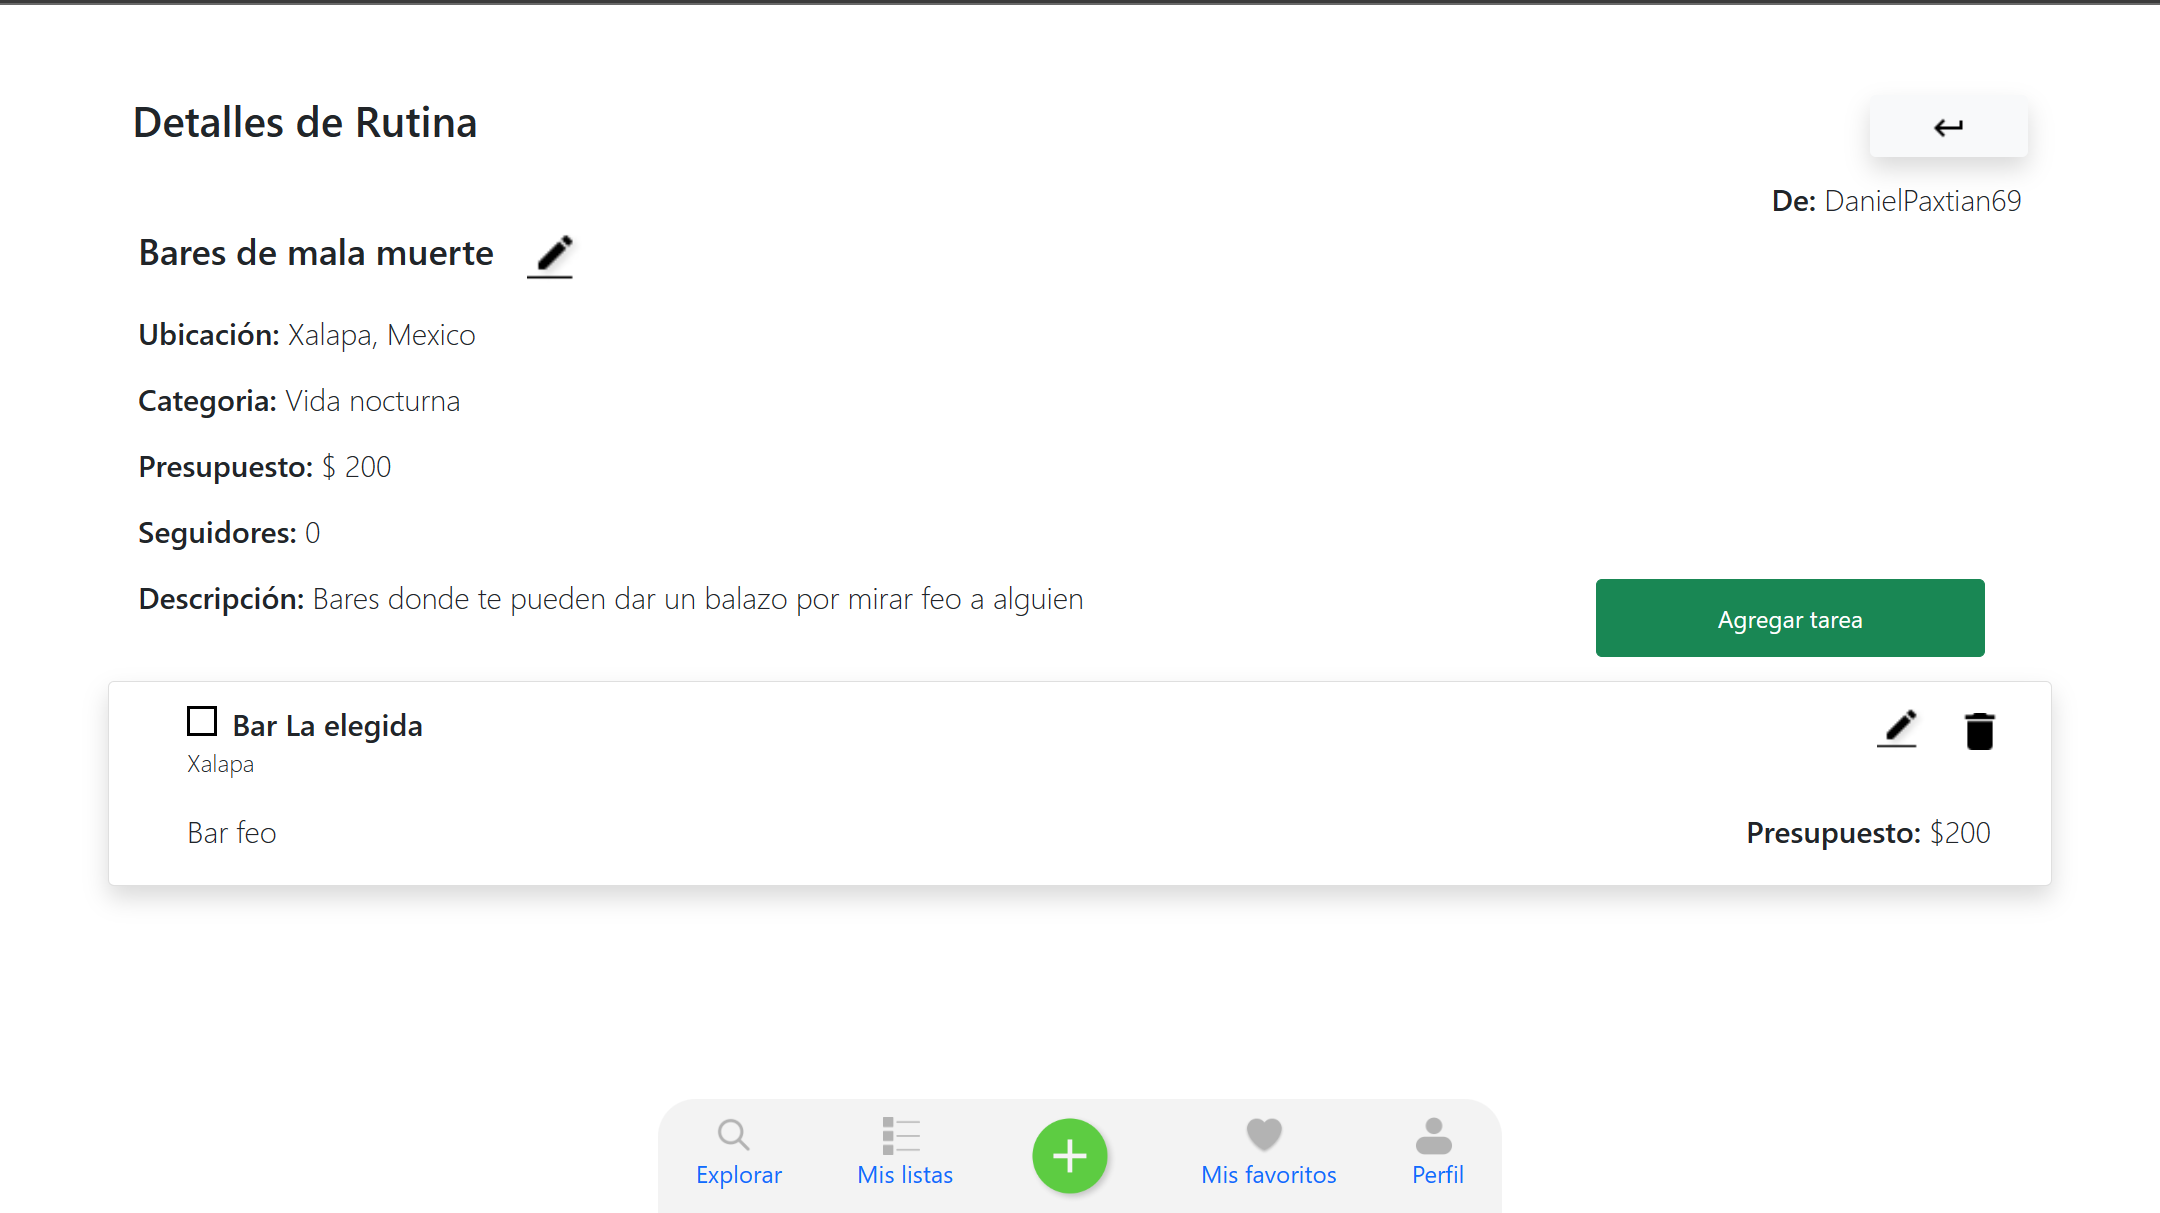 Detalles de Rutina
De: DanielPaxtian69
Bares de mala muerte
Ubicación: Xalapa, Mexico
Categoria: Vida nocturna
Presupuesto: $ 200
Seguidores: 0
Descripción: Bares donde te pueden dar un balazo por mirar feo a alguien
Agregar tarea
Bar La elegida
Xalapa
Bar feo
Presupuesto: $200
Explorar
Mis listas
Mis favoritos
Perfil